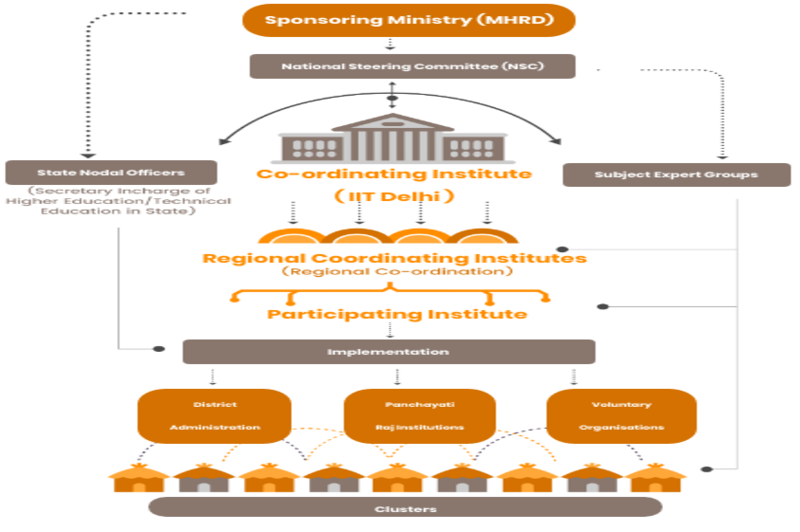 Sponsoring Ministry (MHRD)
National Steering Committee (NSC)
State Nodal Officers
(Secretary Incharge of
Higher Education/Technical
Education in State)
Co-ordinating Institute
(IIT Delhi)
Subject Expert Groups
Regional Coordinating Institutes
(Regional Co-ordination)
Participating Institute
Implementation
District
Administration
Panchayati
Raj Institutions
Voluntary
Organisations
Clusters